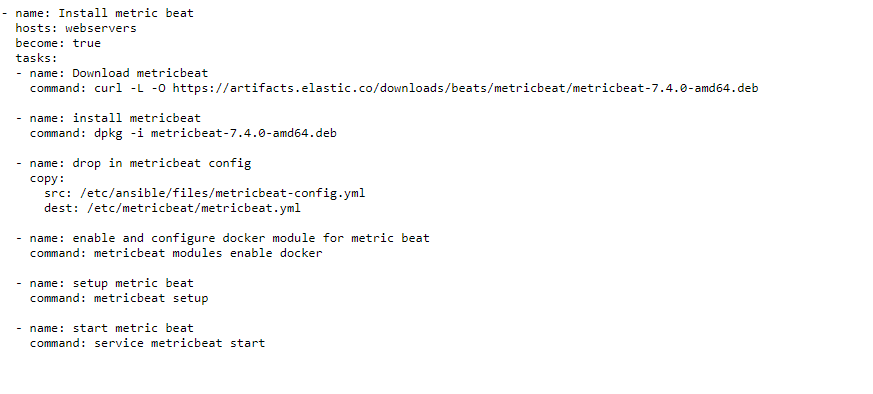 - name: Install metric beat
  hosts: webservers
  become: true
  tasks:
  - name: Download metricbeat
    command: curl -L -O https://artifacts.elastic.co/downloads/beats/metricbeat/metricbeat-7.4.0-amd64.deb

  - name: install metricbeat
    command: dpkg -i metricbeat-7.4.0-amd64.deb

  - name: drop in metricbeat config
    copy:
      src: /etc/ansible/files/metricbeat-config.yml
      dest: /etc/metricbeat/metricbeat.yml

  - name: enable and configure docker module for metric beat
    command: metricbeat modules enable docker

  - name: setup metric beat
    command: metricbeat setup

  - name: start metric beat
    command: service metricbeat start